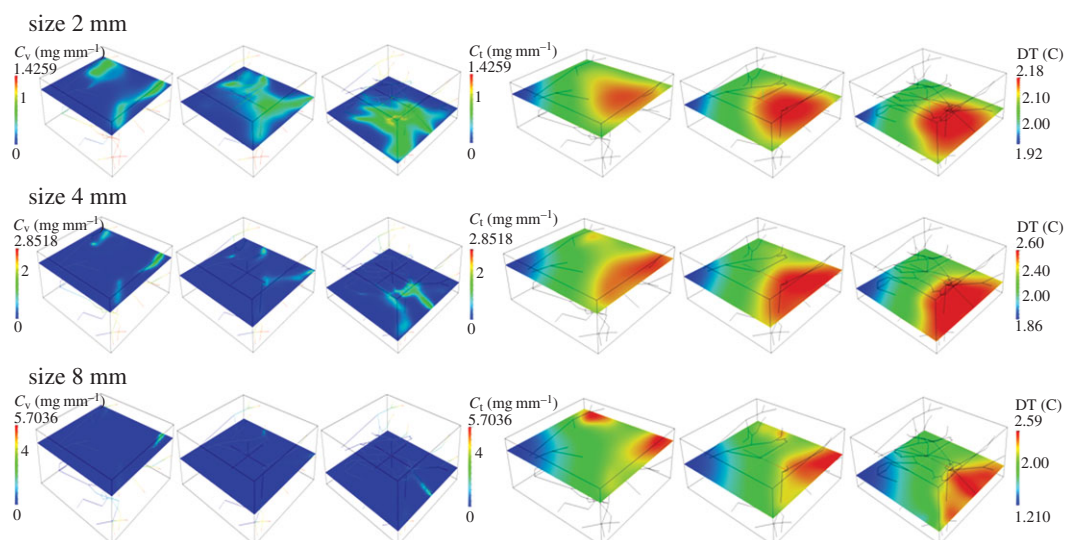 size 2 mm
Cv (mg mm–1)
1.4259
1
0
Ct (mg mm–1)
1.4259
1
0
DT (C)
2.18
2.10
2.00
1.92
size 4 mm
Cv (mg mm–1)
2.8518
2
0
Ct (mg mm–1)
2.8518
2
0
DT (C)
2.60
2.40
2.00
1.86
size 8 mm
Cv (mg mm–1)
5.7036
4
0
Ct (mg mm–1)
5.7036
4
0
DT (C)
2.59
2.00
1.210